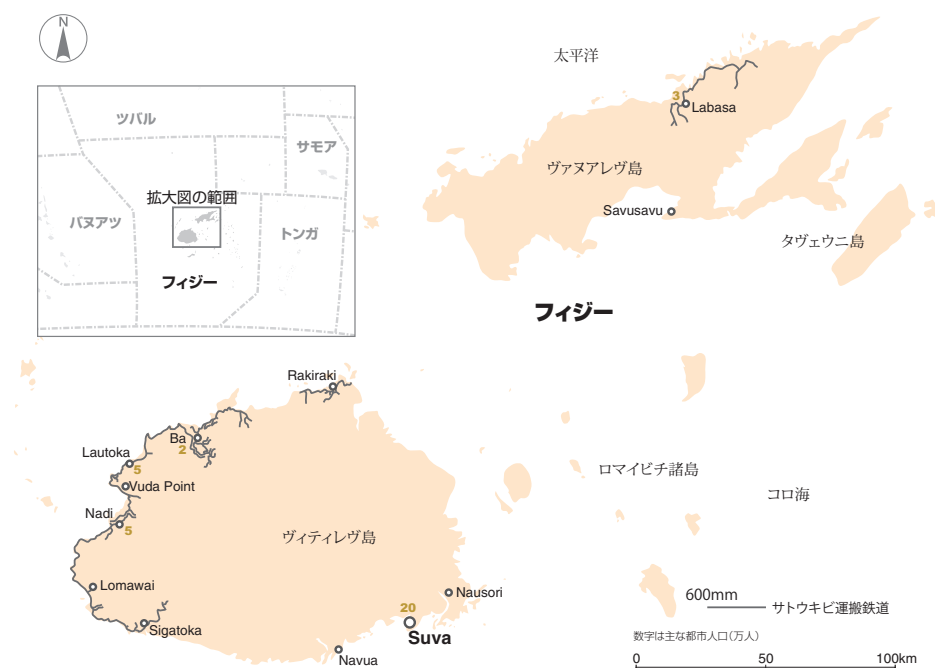 N
太平洋
ツバル
サモア
拡大図の範囲
バヌアツ
トンガ
フィジー
3
Labasa
ヴァヌアレヴ島
Savusavu
タヴェウニ島
フィジー
Rakiraki
Ba
2
Lautoka
5
Vuda Point
Nadi
5
ヴィティレヴ島
ロマイビチ諸島
コロ海
Lomawai
Sigatoka
Nausori
20
Suva
Navua
600mm
サトウキビ運搬鉄道
数字は主な都市人口(万人)
0 50 100km